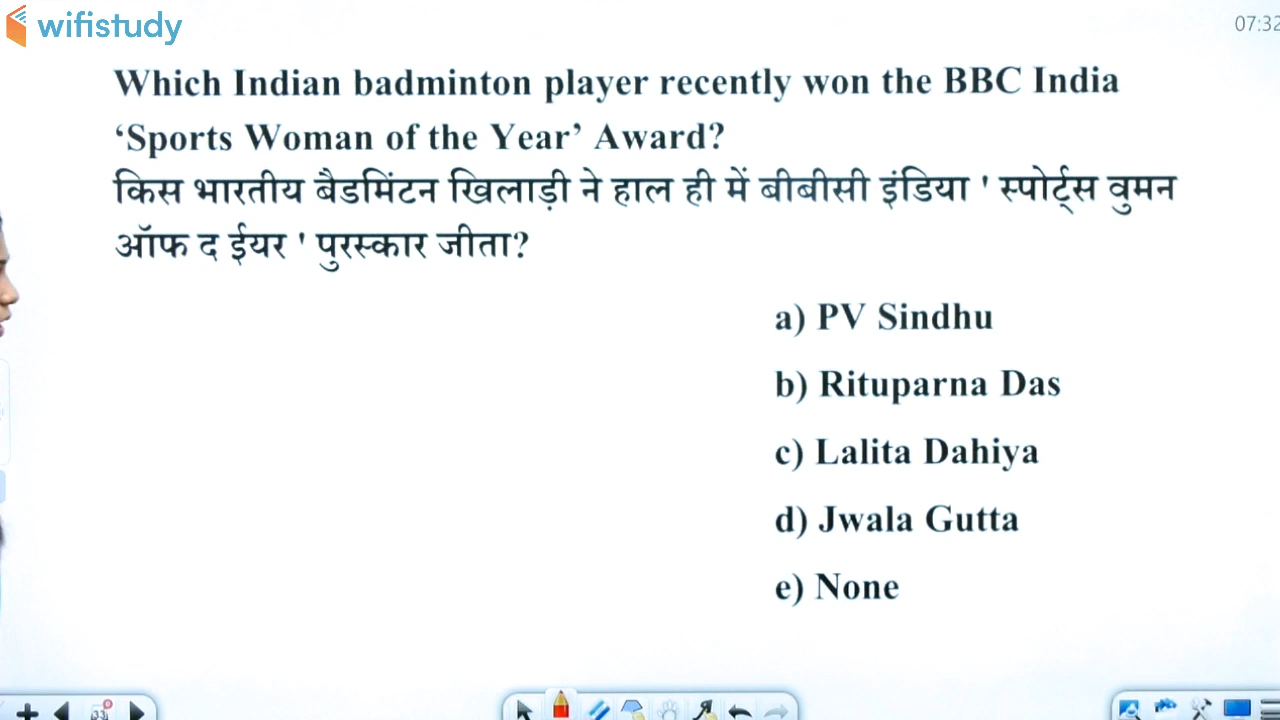 wifistudy
07:32
Which Indian badminton player recently won the BBC India
‘Sports Woman of the Year’ Award?
किस भारतीय बैडमिंटन खिलाड़ी ने हाल ही में बीबीसी इंडिया ' स्पोर्ट्स वुमन
ऑफ द ईयर ' पुरस्कार जीता?
a) PV Sindhu
b) Rituparna Das
c) Lalita Dahiya
d) Jwala Gutta
e) None